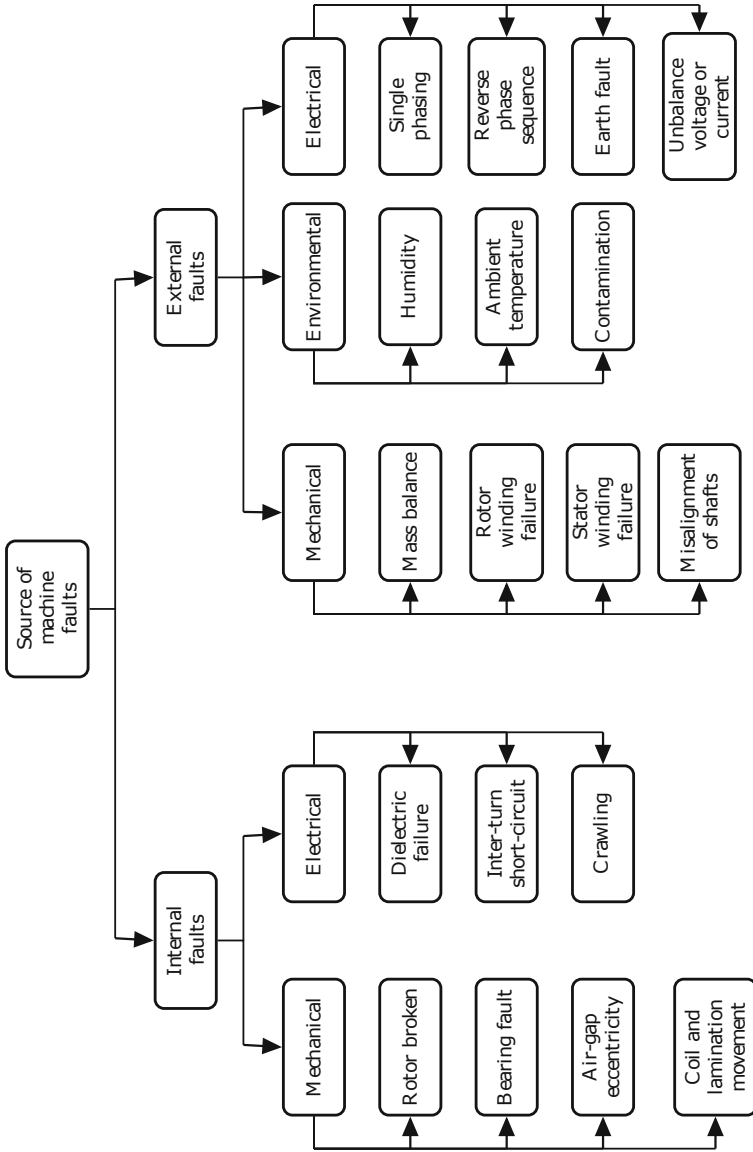 Source of
machine
faults
Internal
faults
External
faults
Mechanical
Electrical
Mechanical
Environmental
Electrical
Rotor broken
Bearing fault
Air-gap
eccentricity
Coil and
lamination
movement
Dielectric
failure
Inter-turn
short-circuit
Crawling
Mass balance
Rotor
winding
failure
Stator
winding
failure
Misalignment
of shafts
Humidity
Ambient
temperature
Contamination
Single
phasing
Reverse
phase
sequence
Earth fault
Unbalance
voltage or
current